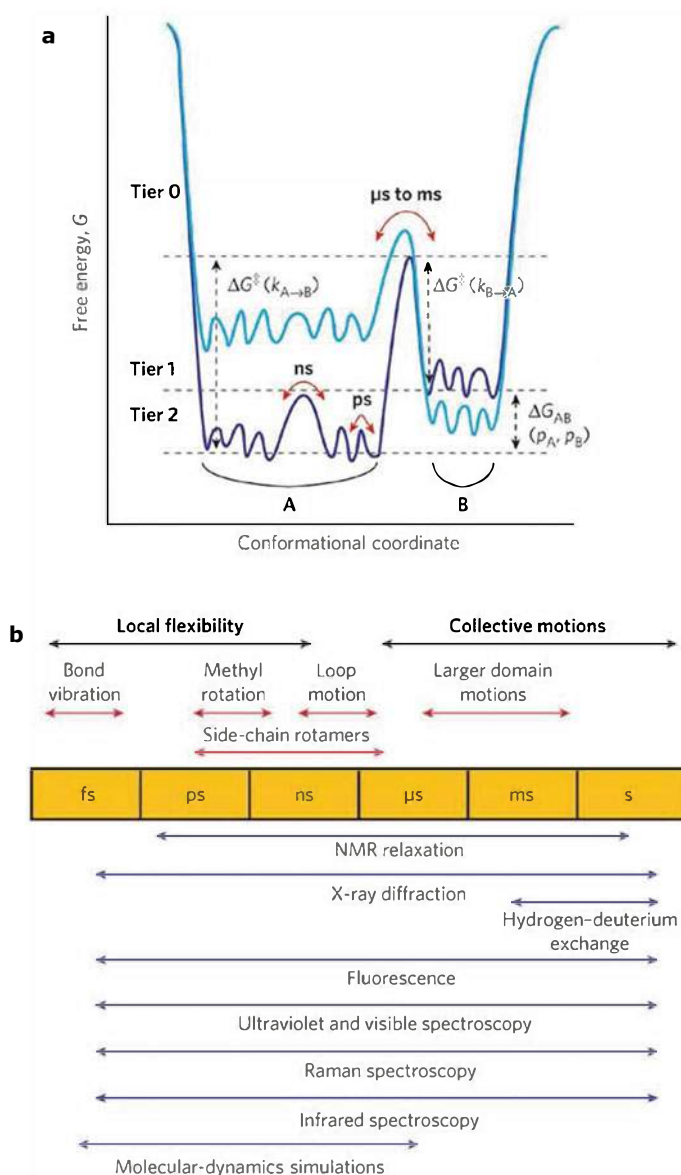 a
Tier 0
µs to ms
ΔG‡(kA→B)
ΔG‡(kB→A)
Free energy, G
Tier 1
ns
Tier 2
ps
ΔGAB
(pA, pB)
A
B
Conformational coordinate
b
Local flexibility
Collective motions
Bond
vibration
Methyl
rotation
Loop
motion
Larger domain
motions
Side-chain rotamers
fs
ps
ns
µs
ms
s
NMR relaxation
X-ray diffraction
Hydrogen–deuterium
exchange
Fluorescence
Ultraviolet and visible spectroscopy
Raman spectroscopy
Infrared spectroscopy
Molecular-dynamics simulations